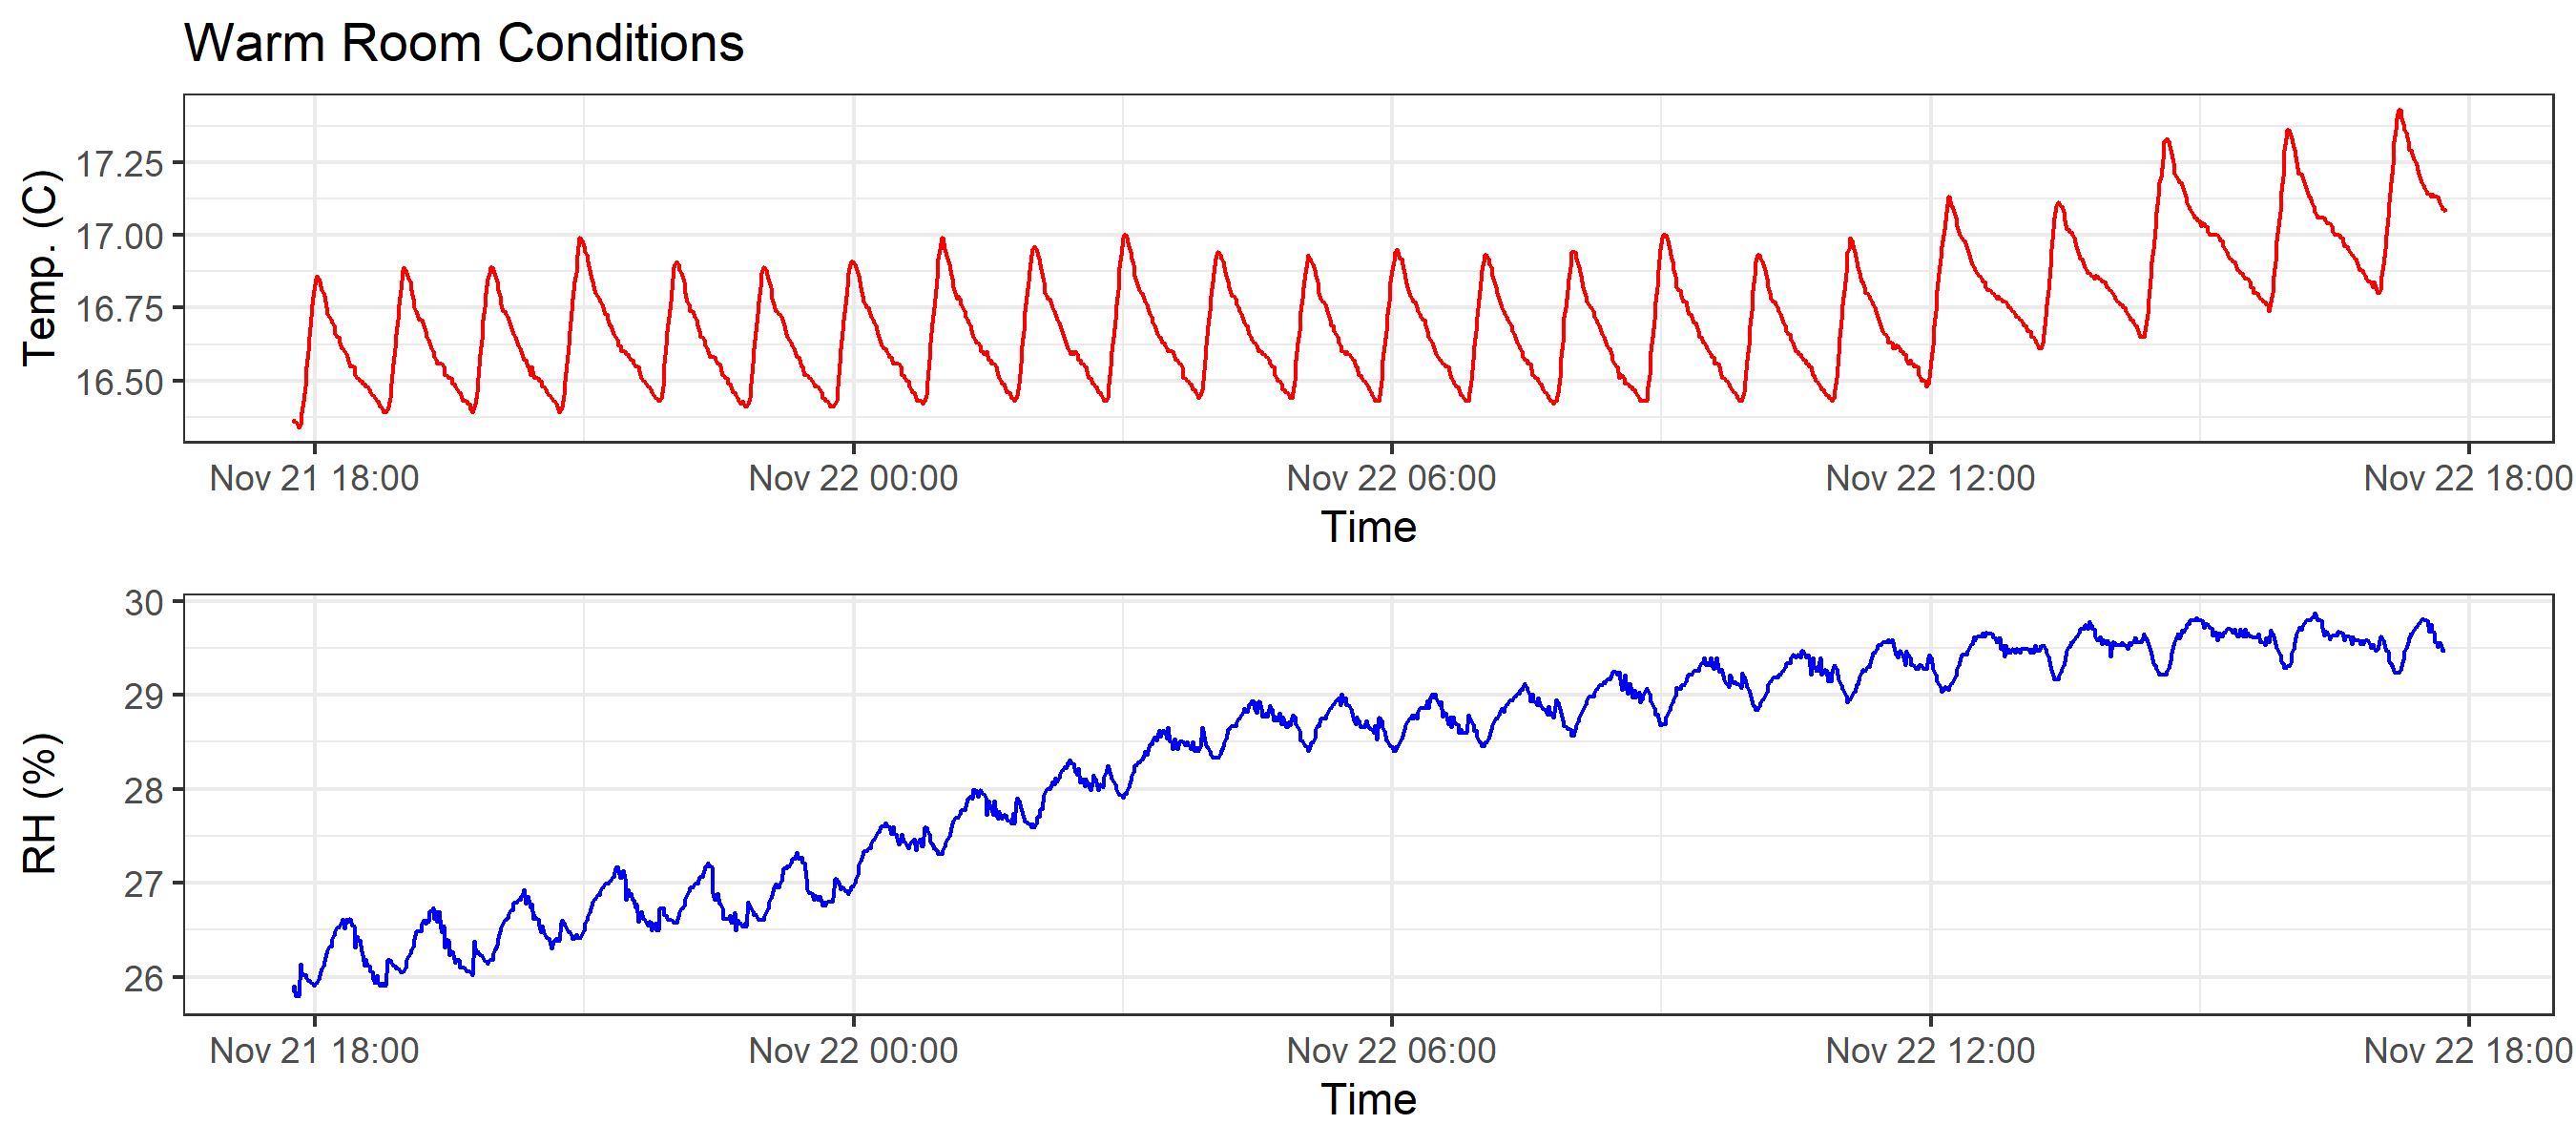 Warm Room Conditions
Temp. (C)
17.25
17.00
16.75
16.50
Nov 21 18:00 Nov 22 00:00 Nov 22 06:00 Nov 22 12:00 Nov 22 18:00
Time
RH (%)
30
29
28
27
26
Nov 21 18:00 Nov 22 00:00 Nov 22 06:00 Nov 22 12:00 Nov 22 18:00
Time